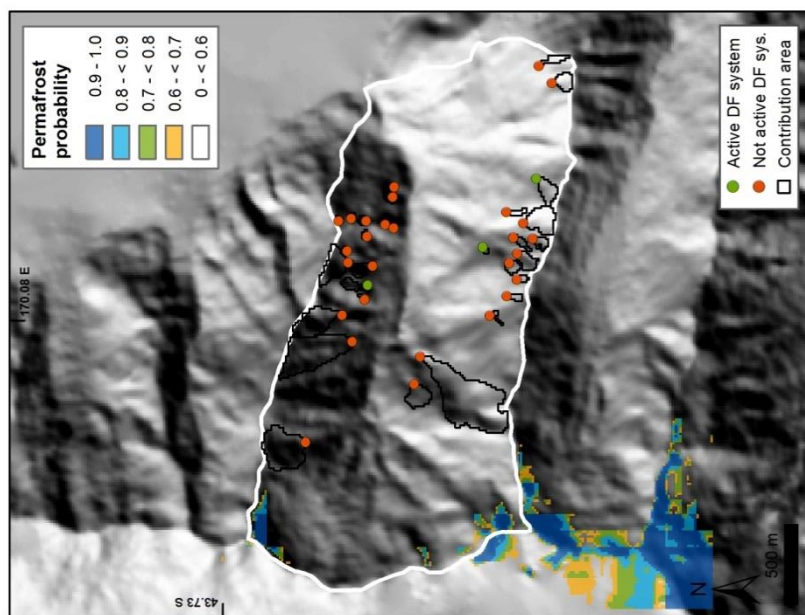 Permafrost
probability
0.9 - 1.0
0.8 - < 0.9
0.7 - < 0.8
0.6 - < 0.7
0 - < 0.6
170.08 E
43.73 S
Active DF system
Not active DF sys.
Contribution area
N
500 m